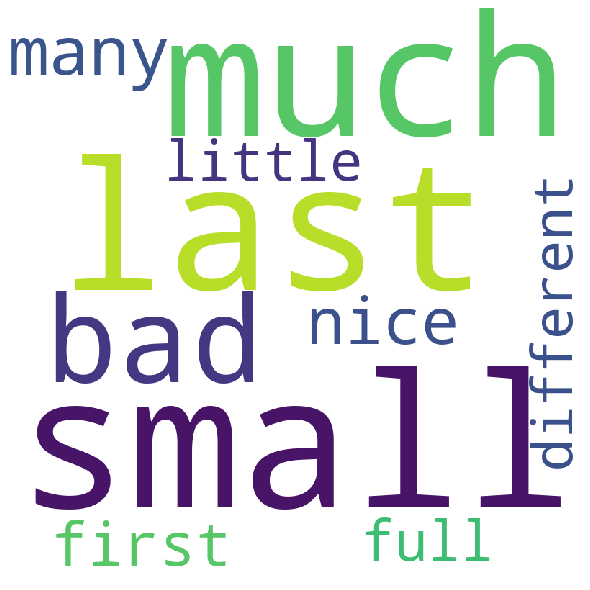 many
much
little
last
different
bad
nice
small
first
full